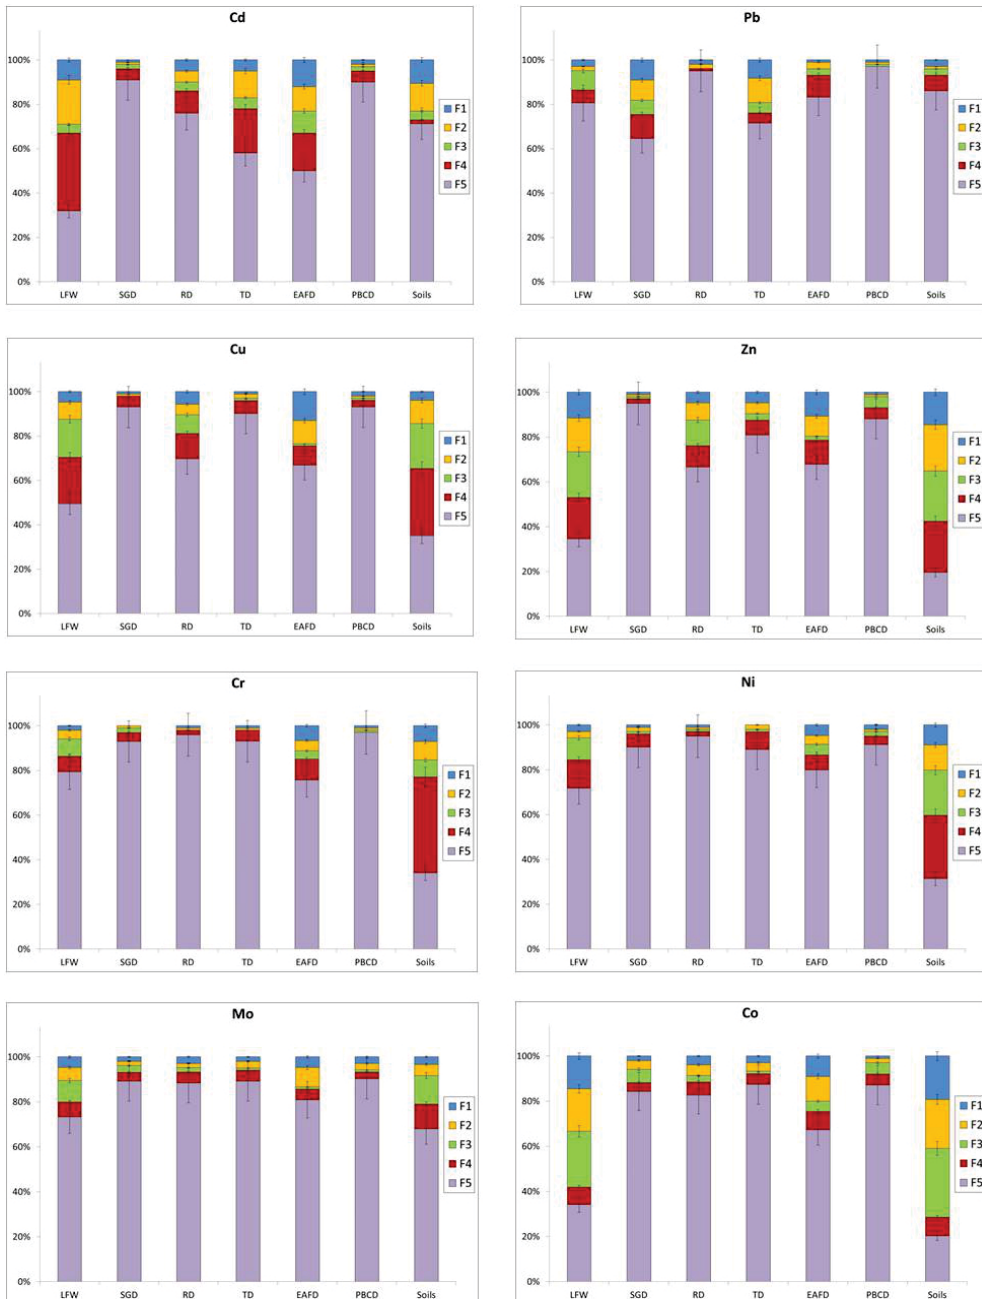 Cd
100%
80%
60%
40%
20%
0%
LFW SGD RD TD EAFD PBCD Soils
F1
F2
F3
F4
F5
Pb
100%
80%
60%
40%
20%
0%
LFW SGD RD TD EAFD PBCD Soils
F1
F2
F3
F4
F5
Cu
100%
80%
60%
40%
20%
0%
LFW SGD RD TD EAFD PBCD Soils
F1
F2
F3
F4
F5
Zn
100%
80%
60%
40%
20%
0%
LFW SGD RD TD EAFD PBCD Soils
F1
F2
F3
F4
F5
Cr
100%
80%
60%
40%
20%
0%
LFW SGD RD TD EAFD PBCD Soils
F1
F2
F3
F4
F5
Ni
100%
80%
60%
40%
20%
0%
LFW SGD RD TD EAFD PBCD Soils
F1
F2
F3
F4
F5
Mo
100%
80%
60%
40%
20%
0%
LFW SGD RD TD EAFD PBCD Soils
F1
F2
F3
F4
F5
Co
100%
80%
60%
40%
20%
0%
LFW SGD RD TD EAFD PBCD Soils
F1
F2
F3
F4
F5